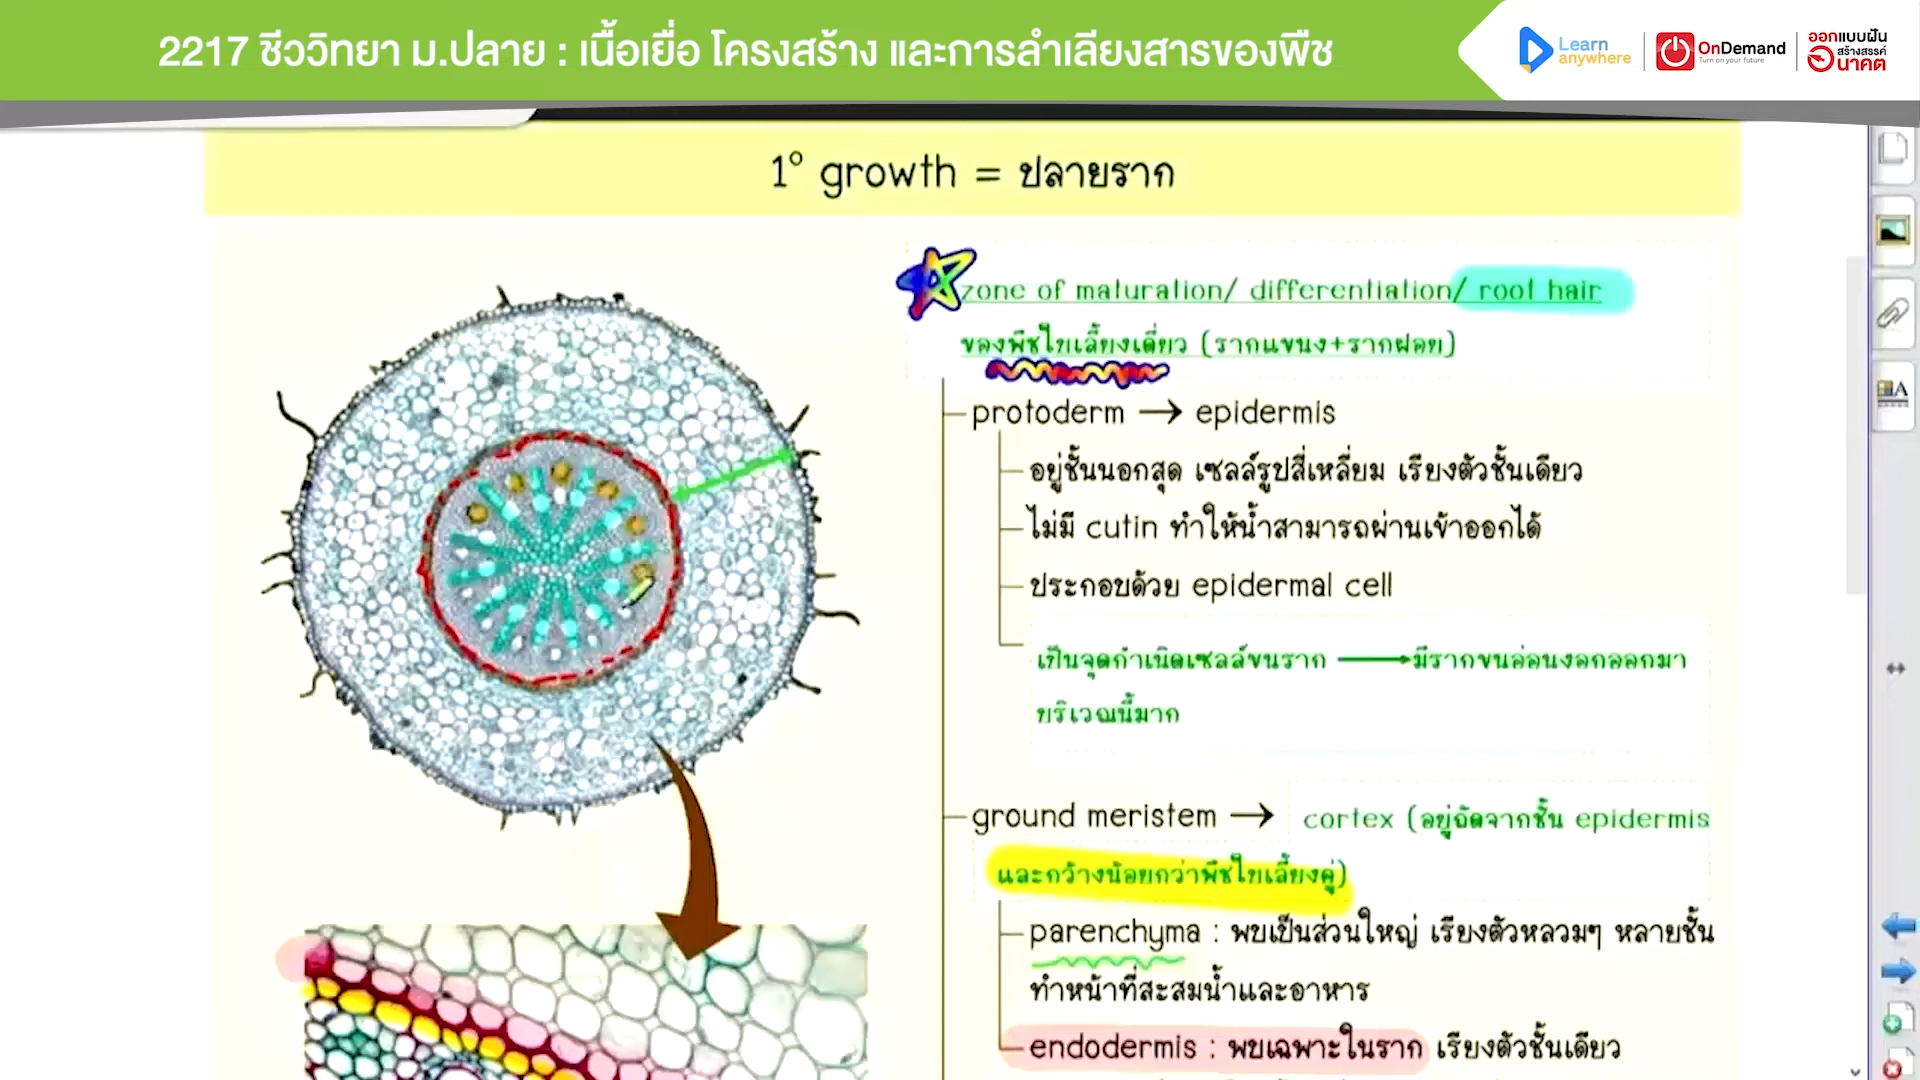 2217 ชีววิทยา ม.ปลาย : เนื้อเยื่อ โครงสร้าง และการลำเลียงสารของพืช
Learn anywhere
OnDemand
Turn on your future
ออกแบบฝัน
สร้างสรรค์
อนาคต
1° growth = ปลายราก
zone of maturation/ differentiation/ root hair
ของพืชใบเลี้ยงเดี่ยว (รากแขนง+รากฝอย)
protoderm → epidermis
อยู่ชั้นนอกสุด เซลล์รูปสี่เหลี่ยม เรียงตัวชั้นเดียว
ไม่มี cutin ทำให้น้ำสามารถผ่านเข้าออกได้
ประกอบด้วย epidermal cell
เป็นจุดกำเนิดเซลล์ขนราก → มีรากขนอ่อนงอกออกมา
บริเวณนี้มาก
ground meristem → cortex (อยู่ถัดจากชั้น epidermis
และกว้างน้อยกว่าพืชใบเลี้ยงคู่)
parenchyma : พบเป็นส่วนใหญ่ เรียงตัวหลวมๆ หลายชั้น
ทำหน้าที่สะสมน้ำและอาหาร
endodermis : พบเฉพาะในราก เรียงตัวชั้นเดียว